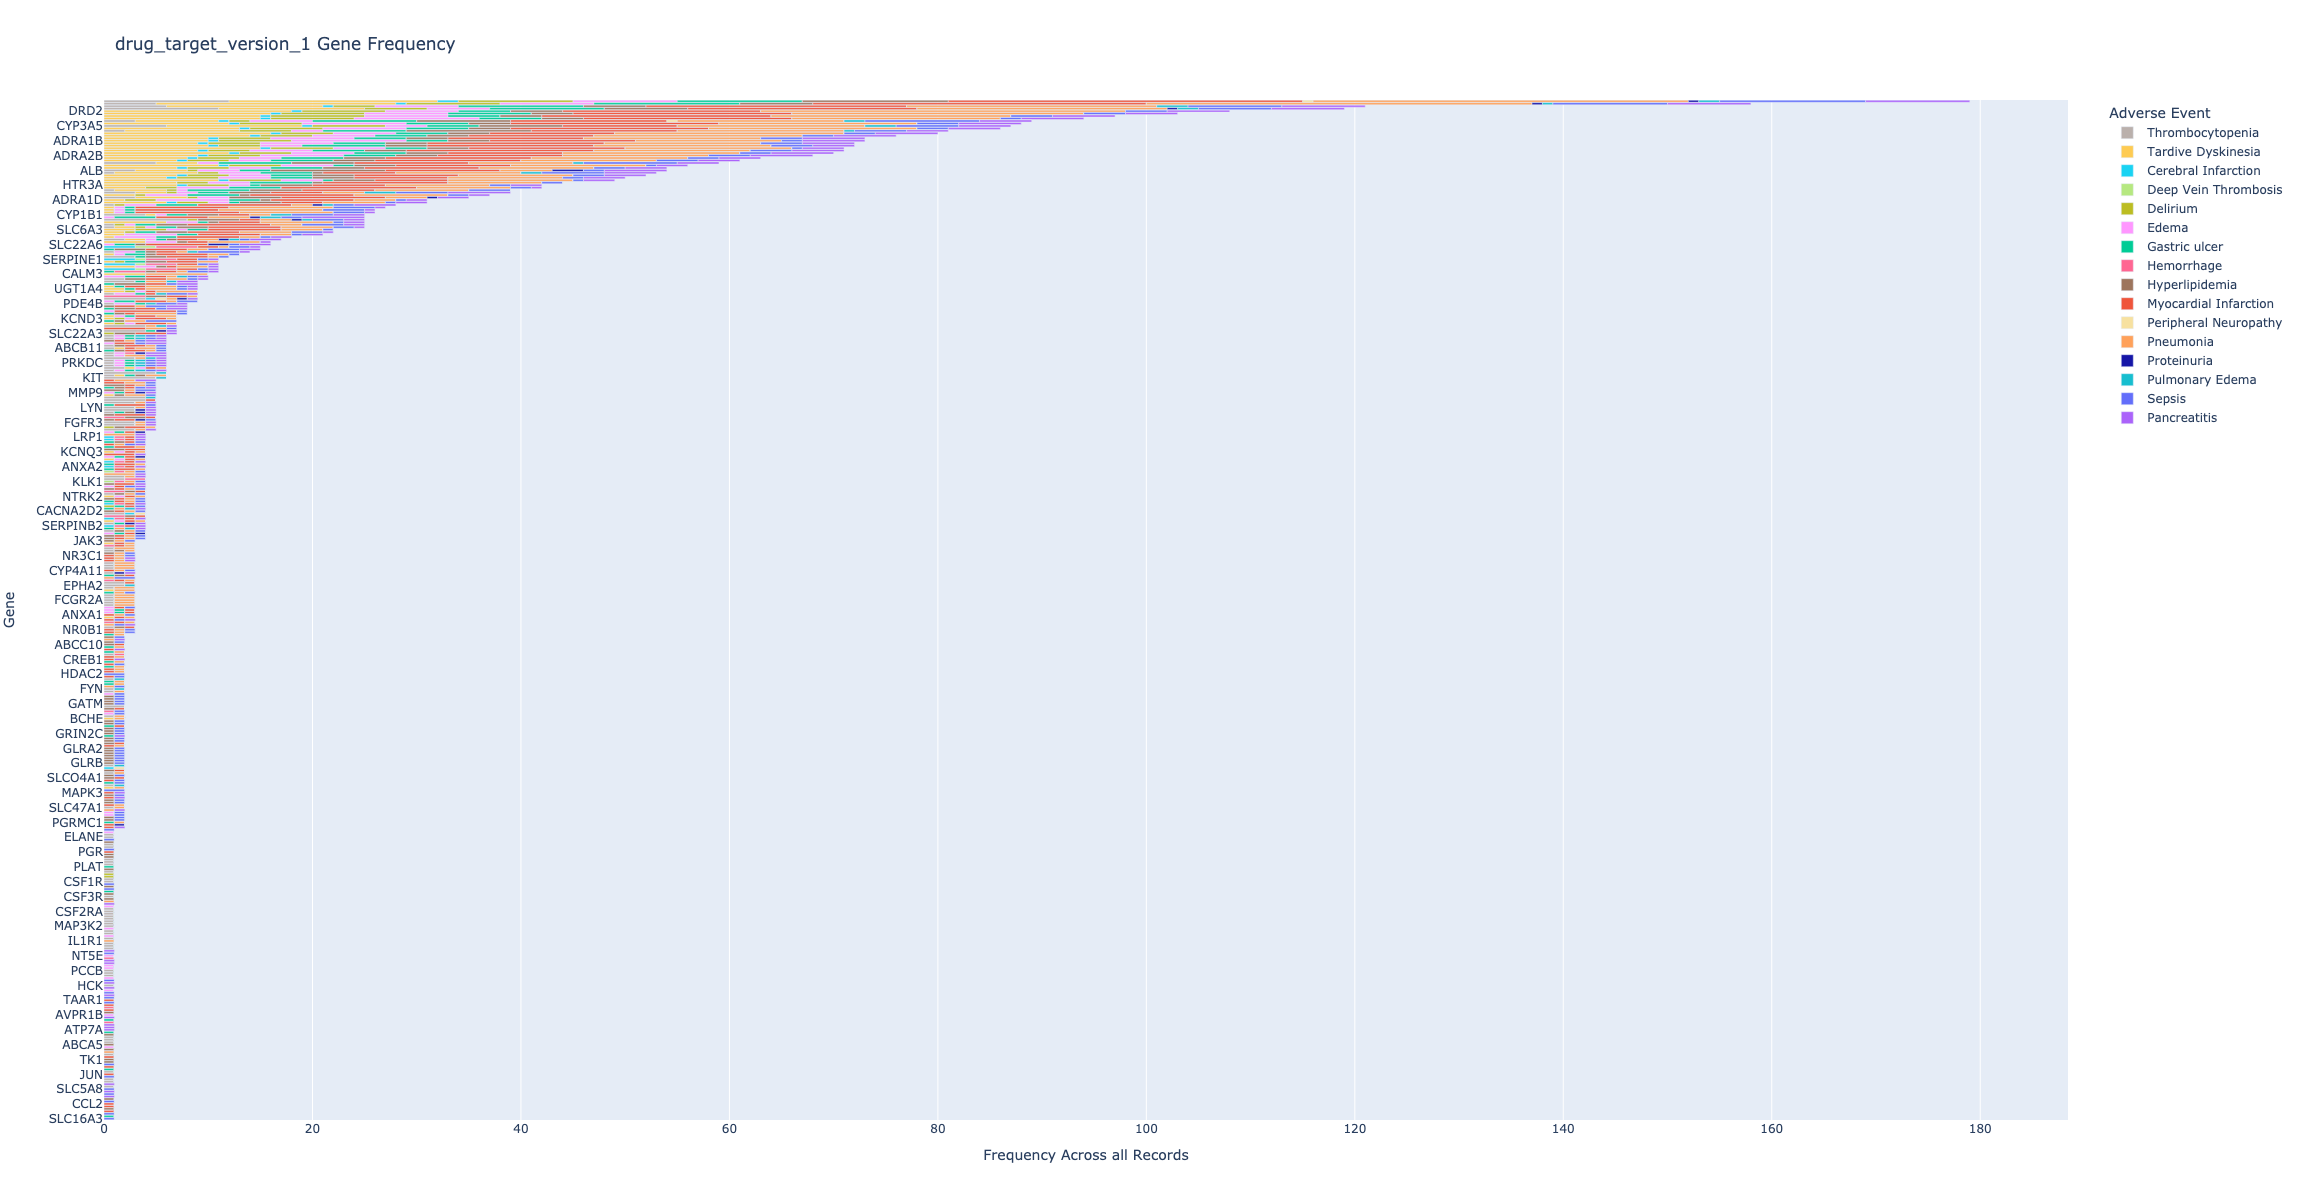 drug_target_version_1 Gene Frequency
DRD2
CYP3A5
ADRA1B
ADRA2B
ALB
HTR3A
ADRA1D
CYP1B1
SLC6A3
SLC22A6
SERPINE1
CALM3
UGT1A4
PDE4B
KCND3
SLC22A3
ABCB11
PRKDC
KIT
MMP9
LYN
FGFR3
LRP1
KCNQ3
ANXA2
KLK1
NTRK2
CACNA2D2
SERPINB2
JAK3
NR3C1
CYP4A11
EPHA2
FCGR2A
ANXA1
NR0B1
ABCC10
CREB1
HDAC2
FYN
GATM
BCHE
GRIN2C
GLRA2
GLRB
SLCO4A1
MAPK3
SLC47A1
PGRMC1
ELANE
PGR
PLAT
CSF1R
CSF3R
CSF2RA
MAP3K2
IL1R1
NT5E
PCCB
HCK
TAAR1
AVPR1B
ATP7A
ABCA5
TK1
JUN
SLC5A8
CCL2
SLC16A3
Gene
0 20 40 60 80 100 120 140 160 180
Frequency Across all Records
Adverse Event
Thrombocytopenia
Tardive Dyskinesia
Cerebral Infarction
Deep Vein Thrombosis
Delirium
Edema
Gastric ulcer
Hemorrhage
Hyperlipidemia
Myocardial Infarction
Peripheral Neuropathy
Pneumonia
Proteinuria
Pulmonary Edema
Sepsis
Pancreatitis